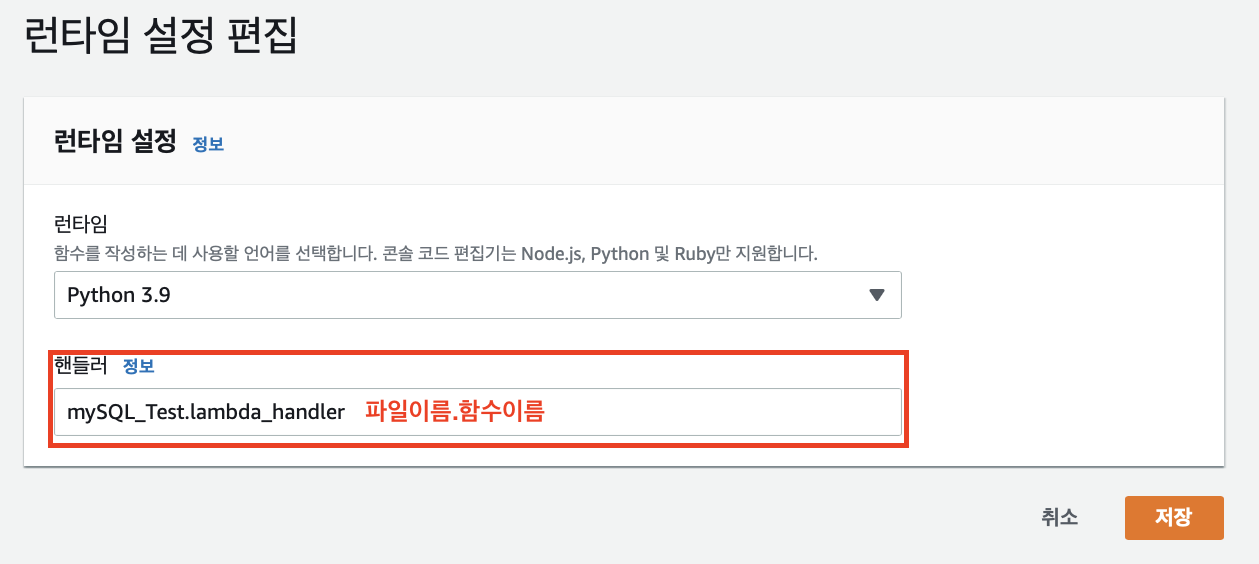 런타임 설정 편집
런타임 설정 정보
런타임
함수를 작성하는 데 사용할 언어를 선택합니다. 콘솔 코드 편집기는 Node.js, Python 및 Ruby만 지원합니다.
Python 3.9
핸들러 정보
mySQL_Test.lambda_handler 파일이름.함수이름
취소 저장